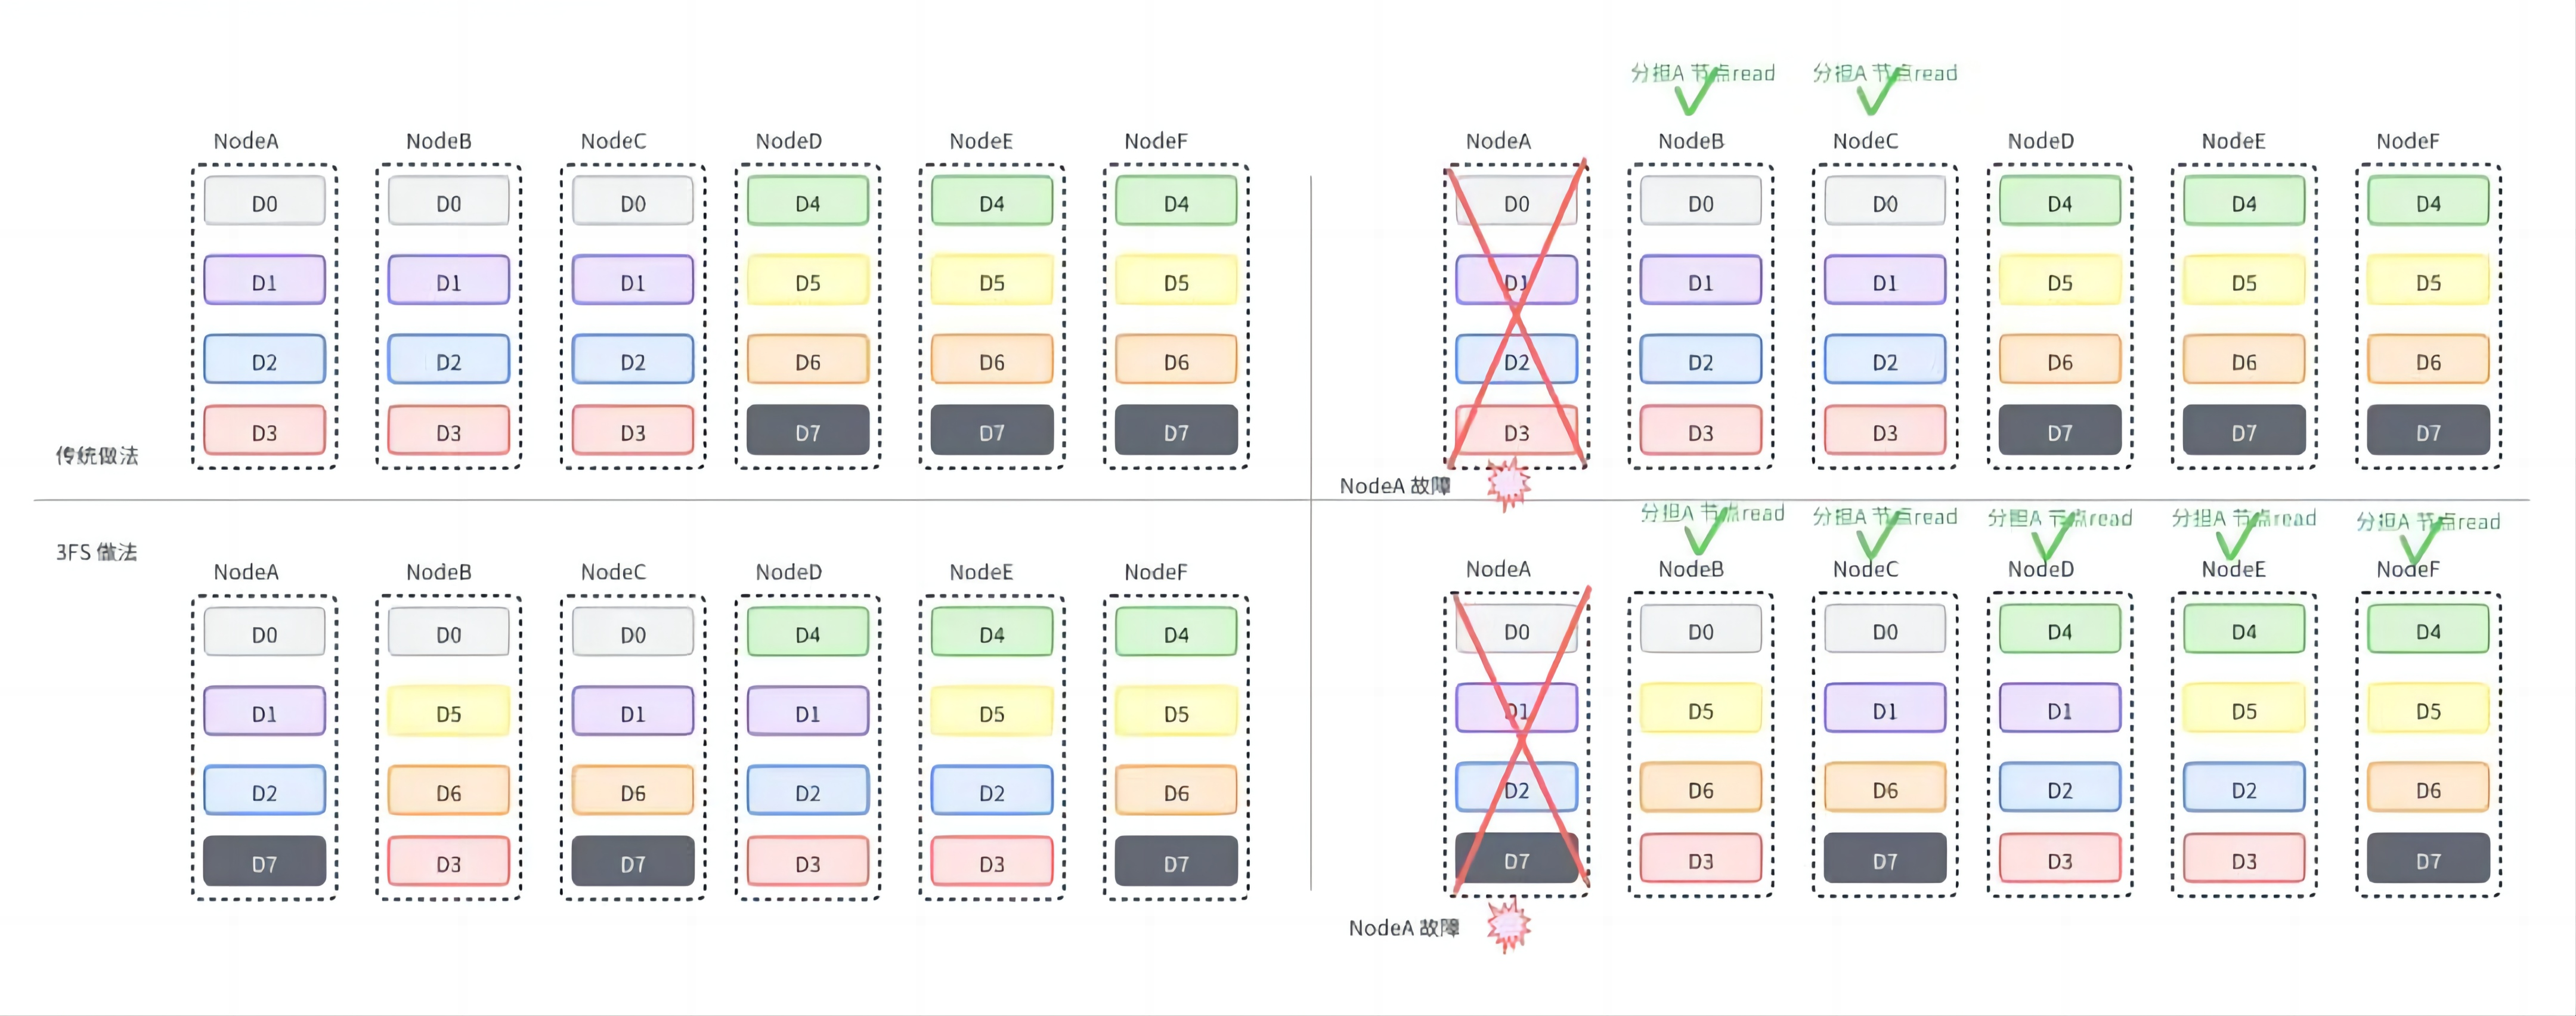 分担A 节点read 分担A 节点read
NodeA NodeB NodeC NodeD NodeE NodeF NodeA NodeB NodeC NodeD NodeE NodeF
D0 D0 D0 D4 D4 D4 D0 D0 D0 D4 D4 D4
D1 D1 D1 D5 D5 D5 D1 D1 D1 D5 D5 D5
D2 D2 D2 D6 D6 D6 D2 D2 D2 D6 D6 D6
D3 D3 D3 D7 D7 D7 D3 D3 D3 D7 D7 D7
传统做法
NodeA 故障
分担A 节点read 分担A 节点read 分担A 节点read 分担A 节点read 分担A 节点read
3FS 做法
NodeA NodeB NodeC NodeD NodeE NodeF NodeA NodeB NodeC NodeD NodeE NodeF
D0 D0 D0 D4 D4 D4 D0 D0 D0 D4 D4 D4
D1 D5 D1 D1 D5 D5 D1 D5 D1 D1 D5 D5
D2 D6 D6 D2 D2 D6 D2 D6 D6 D2 D2 D6
D7 D3 D7 D3 D3 D7 D7 D3 D7 D3 D3 D7
NodeA 故障